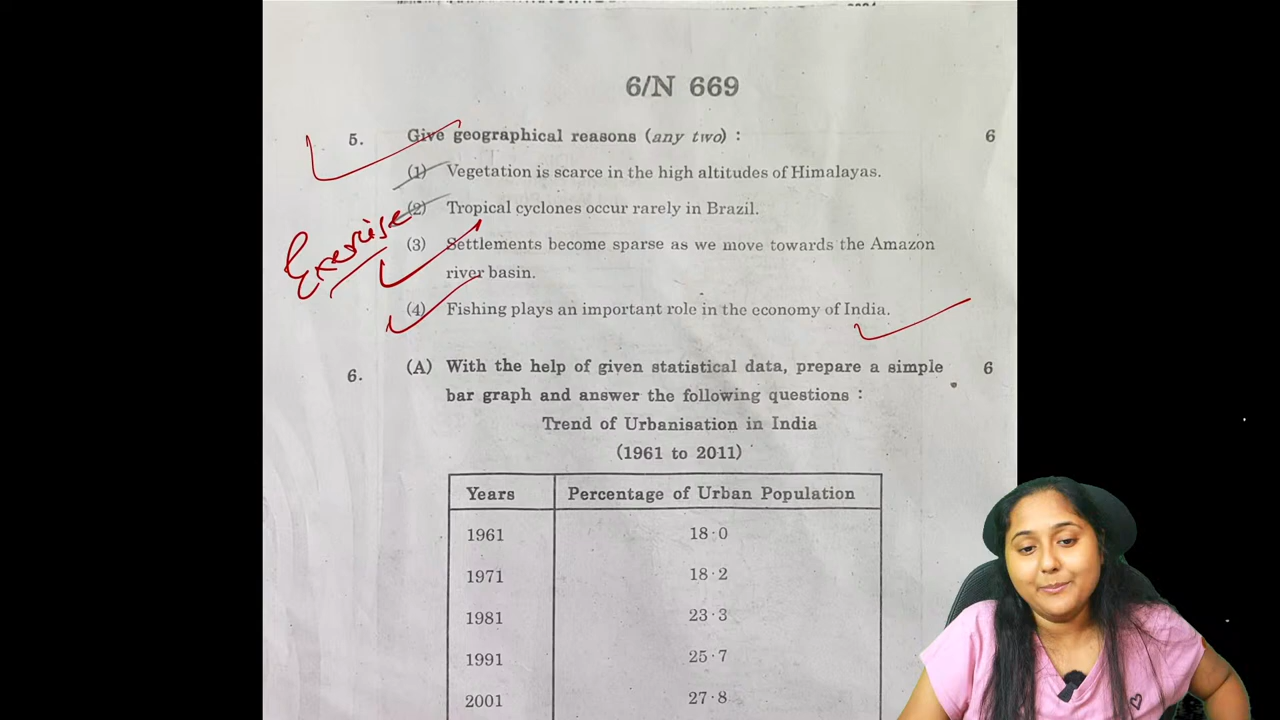 6/N 669
5. Give geographical reasons (any two) : 6
(1) Vegetation is scarce in the high altitudes of Himalayas.
(2) Tropical cyclones occur rarely in Brazil.
Exercise
(3) Settlements become sparse as we move towards the Amazon
river basin.
(4) Fishing plays an important role in the economy of India.
6. (A) With the help of given statistical data, prepare a simple 6
bar graph and answer the following questions :
Trend of Urbanisation in India
(1961 to 2011)
Years Percentage of Urban Population
1961 18·0
1971 18·2
1981 23·3
1991 25·7
2001 27·8